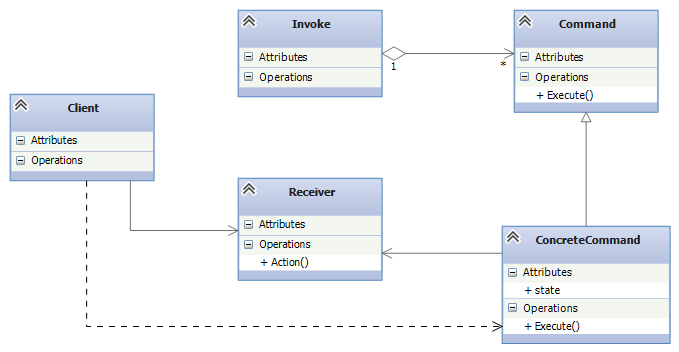 Invoke
Attributes
Operations
1
*
Command
Attributes
Operations
+ Execute()
Client
Attributes
Operations
Receiver
Attributes
Operations
+ Action()
ConcreteCommand
Attributes
+ state
Operations
+ Execute()